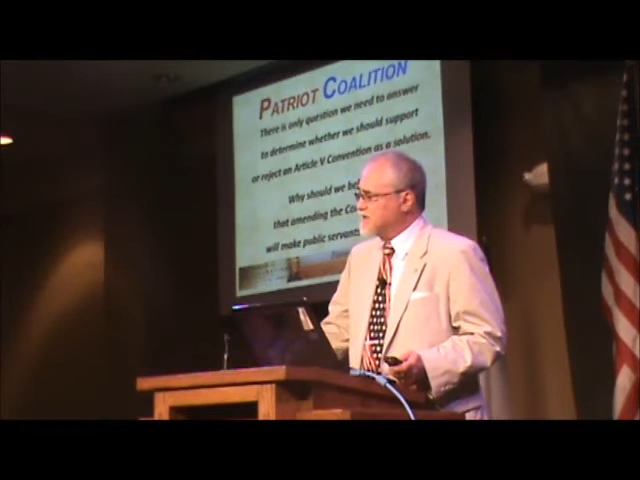 PATRIOT COALITION
There is only question we need to answer
to determine whether we should support
or reject an Article V Convention as a solution.
Why should we
that amending the
will make public